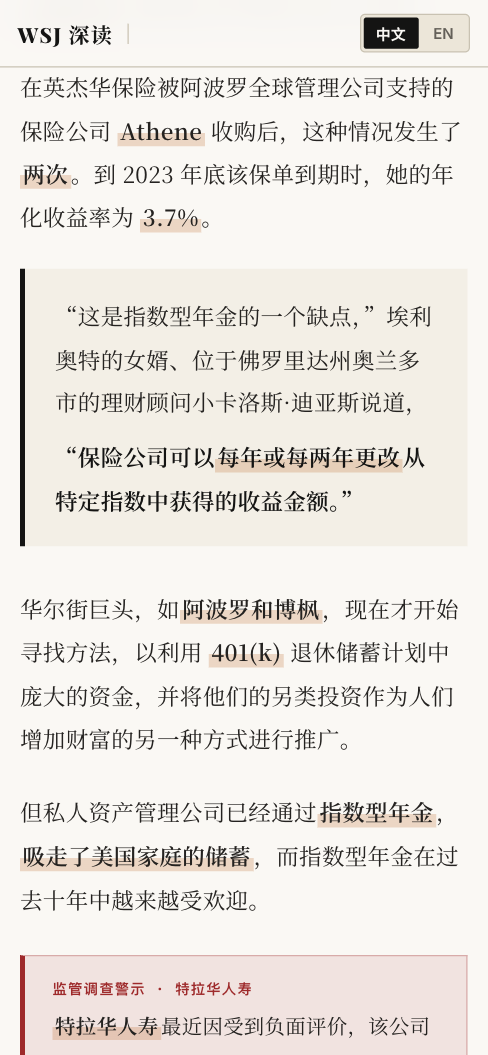 WSJ 深读
中文 EN
在英杰华保险被阿波罗全球管理公司支持的
保险公司 Athene 收购后，这种情况发生了
两次。到 2023 年底该保单到期时，她的年
化收益率为 3.7%。
“这是指数型年金的一个缺点，”埃利
奥特的女婿、位于佛罗里达州奥兰多
市的理财顾问小卡洛斯·迪亚斯说道，
“保险公司可以每年或每两年更改从
特定指数中获得的收益金额。”
华尔街巨头，如阿波罗和博枫，现在才开始
寻找方法，以利用 401(k) 退休储蓄计划中
庞大的资金，并将他们的另类投资作为人们
增加财富的另一种方式进行推广。
但私人资产管理公司已经通过指数型年金，
吸走了美国家庭的储蓄，而指数型年金在过
去十年中越来越受欢迎。
监管调查警示 · 特拉华人寿
特拉华人寿最近因受到负面评价，该公司